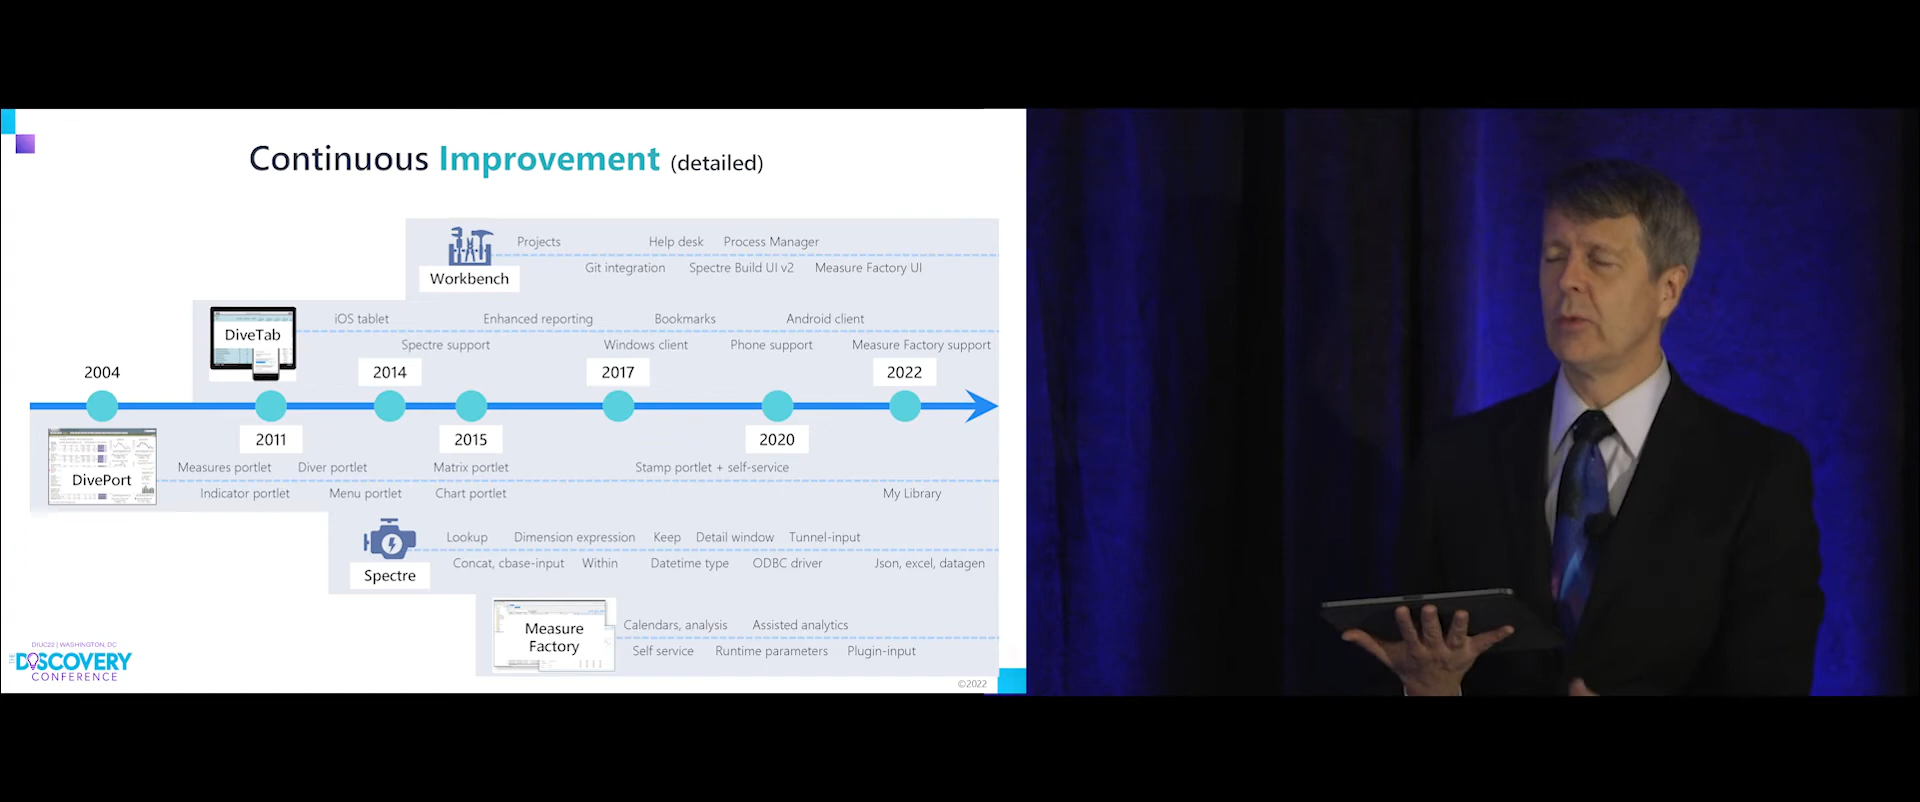 Continuous Improvement (detailed)
Projects
Help desk
Process Manager
Workbench
Git integration
Spectre Build UI v2
Measure Factory UI
DiveTab
iOS tablet
Enhanced reporting
Bookmarks
Android client
Spectre support
Windows client
Phone support
Measure Factory support
2004
2014
2017
2022
2011
2015
2020
DivePort
Measures portlet
Diver portlet
Matrix portlet
Stamp portlet + self-service
Indicator portlet
Menu portlet
Chart portlet
My Library
Spectre
Lookup
Dimension expression
Keep
Detail window
Tunnel-input
Concat, cbase-input
Within
Datetime type
ODBC driver
Json, excel, datagen
Measure
Factory
Calendars, analysis
Assisted analytics
Self service
Runtime parameters
Plugin-input
DIUC22 | WASHINGTON, DC
THE DISCOVERY
CONFERENCE
©2022